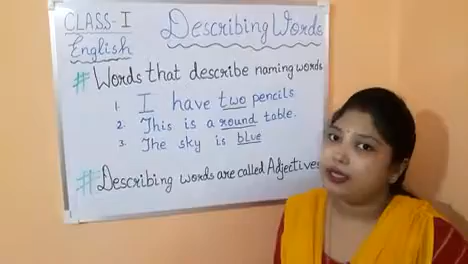 CLASS-I
Describing Words
English
# Words that describe naming words
1. I have two pencils
2. This is a round table.
3. The sky is blue
# Describing words are called Adjectives